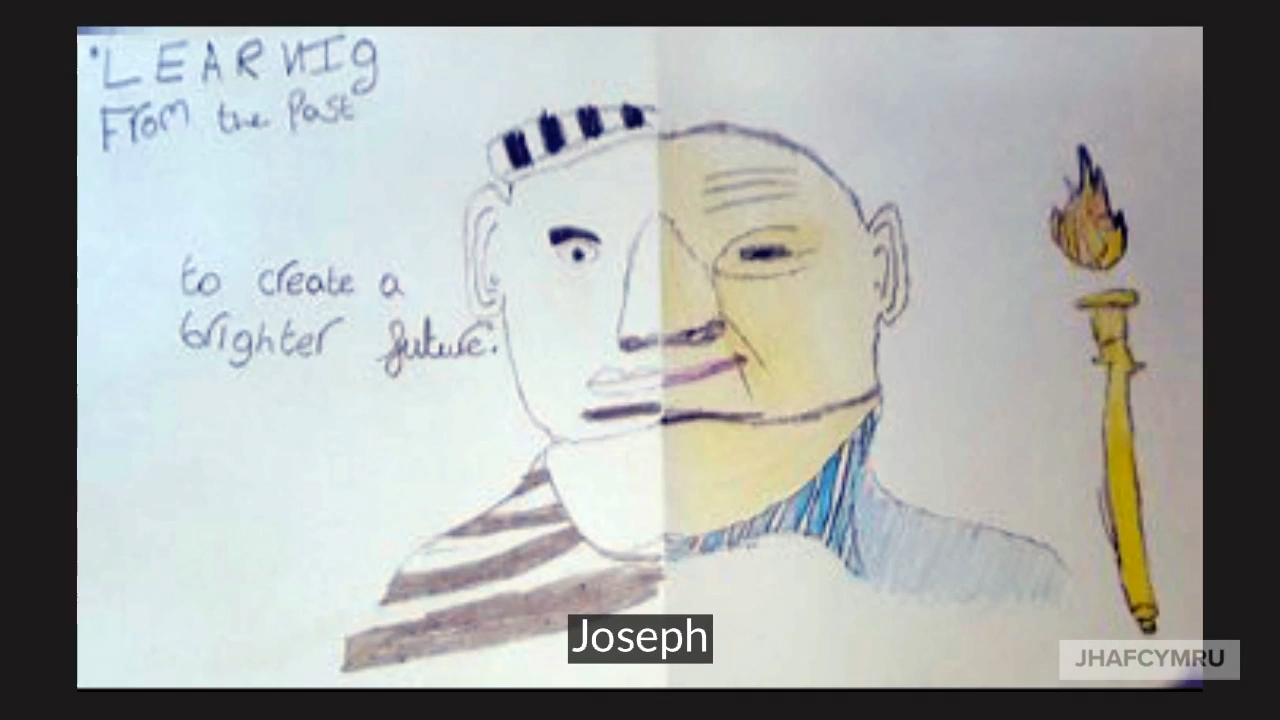 'LEARNIg
From the Past
to create a
brighter future.
Joseph
JHAFCYMRU